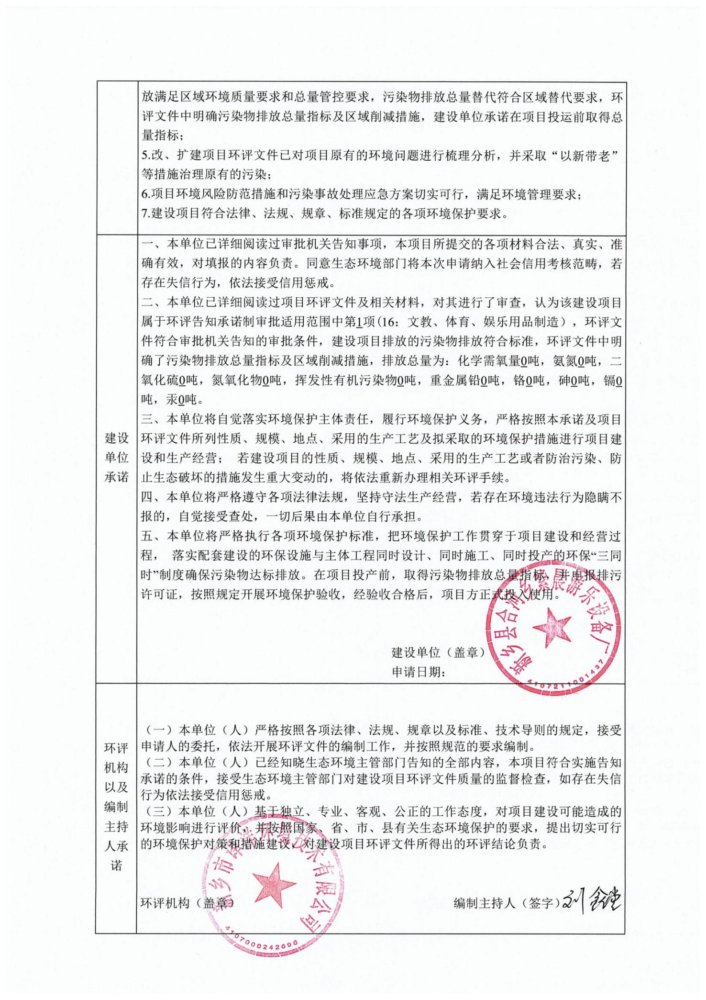 放满足区域环境质量要求和总量管控要求，污染物排放总量替代符合区域替代要求，环
评文件中明确污染物排放总量指标及区域削减措施，建设单位承诺在项目投运前取得总
量指标；
5.改、扩建项目环评文件已对项目原有的环境问题进行梳理分析，并采取“以新带老”
等措施治理原有的污染；
6.项目环境风险防范措施和污染事故处理应急方案切实可行，满足环境管理要求；
7.建设项目符合法律、法规、规章、标准规定的各项环境保护要求。
建设
单位
承诺
一、本单位已详细阅读过审批机关告知事项，本项目所提交的各项材料合法、真实、准
确有效，对填报的内容负责。同意生态环境部门将本次申请纳入社会信用考核范畴，若
存在失信行为，依法接受信用惩戒。
二、本单位已详细阅读过项目环评文件及相关材料，对其进行了审查，认为该建设项目
属于环评告知承诺制审批适用范围中第1项(16：文教、体育、娱乐用品制造），环评文
件符合审批机关告知的审批条件，建设项目排放的污染物排放符合标准，环评文件中明
确了污染物排放总量指标及区域削减措施，排放总量为：化学需氧量0吨，氨氮0吨，二
氧化硫0吨，氮氧化物0吨，挥发性有机污染物0吨，重金属铅0吨，铬0吨，砷0吨，镉0
吨，汞0吨。
三、本单位将自觉落实环境保护主体责任，履行环境保护义务，严格按照本承诺及项目
环评文件所列性质、规模、地点、采用的生产工艺及拟采取的环境保护措施进行项目建
设和生产经营； 若建设项目的性质、规模、地点、采用的生产工艺或者防治污染、防
止生态破坏的措施发生重大变动的，将依法重新办理相关环评手续。
四、本单位将严格遵守各项法律法规，坚持守法生产经营，若存在环境违法行为隐瞒不
报的，自觉接受查处，一切后果由本单位自行承担。
五、本单位将严格执行各项环境保护标准，把环境保护工作贯穿于项目建设和经营过
程， 落实配套建设的环保设施与主体工程同时设计、同时施工、同时投产的环保“三同
时”制度确保污染物达标排放。在项目投产前，取得污染物排放总量指标，并申报排污
许可证，按照规定开展环境保护验收，经验收合格后，项目方正式投入使用。
建设单位（盖章）
申请日期：
新乡县合河乡紫晨游乐设备厂
4107211001437
环评
机构
以及
编制
主持
人承
诺
（一）本单位（人）严格按照各项法律、法规、规章以及标准、技术导则的规定，接受
申请人的委托，依法开展环评文件的编制工作，并按照规范的要求编制。
（二）本单位（人）已经知晓生态环境主管部门告知的全部内容，本项目符合实施告知
承诺的条件，接受生态环境主管部门对建设项目环评文件质量的监督检查，如存在失信
行为依法接受信用惩戒。
（三）本单位（人）基于独立、专业、客观、公正的工作态度，对项目建设可能造成的
环境影响进行评价，并按照国家、省、市、县有关生态环境保护的要求，提出切实可行
的环境保护对策和措施建议，对建设项目环评文件所得出的环评结论负责。
环评机构（盖章）
编制主持人（签字）刘
新乡市 环境技术有限公司
4107000242696